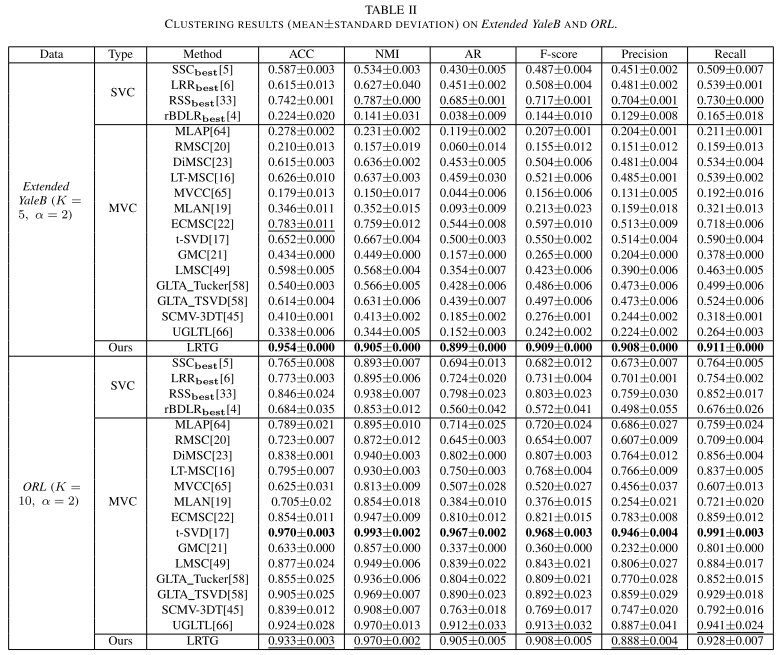 TABLE II
CLUSTERING RESULTS (MEAN±STANDARD DEVIATION) ON Extended YaleB AND ORL.
Data Type Method ACC NMI AR F-score Precision Recall
Extended YaleB (K = 5, α = 2)
SVC
SSCbest[5] 0.587±0.003 0.534±0.003 0.430±0.005 0.487±0.004 0.451±0.002 0.509±0.007
LRRbest[6] 0.615±0.013 0.627±0.040 0.451±0.002 0.508±0.004 0.481±0.002 0.539±0.001
RSSbest[33] 0.742±0.001 0.787±0.000 0.685±0.001 0.717±0.001 0.704±0.001 0.730±0.000
rBDLRbest[4] 0.224±0.020 0.141±0.031 0.038±0.009 0.144±0.010 0.129±0.008 0.165±0.018
MVC
MLAP[64] 0.278±0.002 0.231±0.002 0.119±0.002 0.207±0.001 0.204±0.001 0.211±0.001
RMSC[20] 0.210±0.013 0.157±0.019 0.060±0.014 0.155±0.012 0.151±0.012 0.159±0.013
DiMSC[23] 0.615±0.003 0.636±0.002 0.453±0.005 0.504±0.006 0.481±0.004 0.534±0.004
LT-MSC[16] 0.626±0.010 0.637±0.003 0.459±0.030 0.521±0.006 0.485±0.001 0.539±0.002
MVCC[65] 0.179±0.013 0.150±0.017 0.044±0.006 0.156±0.006 0.131±0.005 0.192±0.016
MLAN[19] 0.346±0.011 0.352±0.015 0.093±0.009 0.213±0.023 0.159±0.018 0.321±0.013
ECMSC[22] 0.783±0.011 0.759±0.012 0.544±0.008 0.597±0.010 0.513±0.009 0.718±0.006
t-SVD[17] 0.652±0.000 0.667±0.004 0.500±0.003 0.550±0.002 0.514±0.004 0.590±0.004
GMC[21] 0.434±0.000 0.449±0.000 0.157±0.000 0.265±0.000 0.204±0.000 0.378±0.000
LMSC[49] 0.598±0.005 0.568±0.004 0.354±0.007 0.423±0.006 0.390±0.006 0.463±0.005
GLTA_Tucker[58] 0.540±0.003 0.566±0.005 0.428±0.006 0.486±0.006 0.473±0.006 0.499±0.006
GLTA_TSVD[58] 0.614±0.004 0.631±0.006 0.439±0.007 0.497±0.006 0.473±0.006 0.524±0.006
SCMV-3DT[45] 0.410±0.001 0.413±0.002 0.185±0.002 0.276±0.001 0.244±0.002 0.318±0.001
UGLTL[66] 0.338±0.006 0.344±0.005 0.152±0.003 0.242±0.002 0.224±0.002 0.264±0.003
Ours LRTG 0.954±0.000 0.905±0.000 0.899±0.000 0.909±0.000 0.908±0.000 0.911±0.000
ORL (K = 10, α = 2)
SVC
SSCbest[5] 0.765±0.008 0.893±0.007 0.694±0.013 0.682±0.012 0.673±0.007 0.764±0.005
LRRbest[6] 0.773±0.003 0.895±0.006 0.724±0.020 0.731±0.004 0.701±0.001 0.754±0.002
RSSbest[33] 0.846±0.024 0.938±0.007 0.798±0.023 0.803±0.023 0.759±0.030 0.852±0.017
rBDLRbest[4] 0.684±0.035 0.853±0.012 0.560±0.042 0.572±0.041 0.498±0.055 0.676±0.026
MVC
MLAP[64] 0.789±0.021 0.895±0.010 0.714±0.025 0.720±0.024 0.686±0.027 0.759±0.024
RMSC[20] 0.723±0.007 0.872±0.012 0.645±0.003 0.654±0.007 0.607±0.009 0.709±0.004
DiMSC[23] 0.838±0.001 0.940±0.003 0.802±0.000 0.807±0.003 0.764±0.012 0.856±0.004
LT-MSC[16] 0.795±0.007 0.930±0.003 0.750±0.003 0.768±0.004 0.766±0.009 0.837±0.005
MVCC[65] 0.625±0.031 0.813±0.009 0.507±0.028 0.520±0.027 0.456±0.037 0.607±0.013
MLAN[19] 0.705±0.02 0.854±0.018 0.384±0.010 0.376±0.015 0.254±0.021 0.721±0.020
ECMSC[22] 0.854±0.011 0.947±0.009 0.810±0.012 0.821±0.015 0.783±0.008 0.859±0.012
t-SVD[17] 0.970±0.003 0.993±0.002 0.967±0.002 0.968±0.003 0.946±0.004 0.991±0.003
GMC[21] 0.633±0.000 0.857±0.000 0.337±0.000 0.360±0.000 0.232±0.000 0.801±0.000
LMSC[49] 0.877±0.024 0.949±0.006 0.839±0.022 0.843±0.021 0.806±0.027 0.884±0.017
GLTA_Tucker[58] 0.855±0.025 0.936±0.006 0.804±0.022 0.809±0.021 0.770±0.028 0.852±0.015
GLTA_TSVD[58] 0.905±0.025 0.969±0.007 0.890±0.023 0.892±0.023 0.859±0.029 0.929±0.018
SCMV-3DT[45] 0.839±0.012 0.908±0.007 0.763±0.018 0.769±0.017 0.747±0.020 0.792±0.016
UGLTL[66] 0.924±0.028 0.970±0.013 0.912±0.033 0.913±0.032 0.887±0.041 0.941±0.024
Ours LRTG 0.933±0.003 0.970±0.002 0.905±0.005 0.908±0.005 0.888±0.004 0.928±0.007